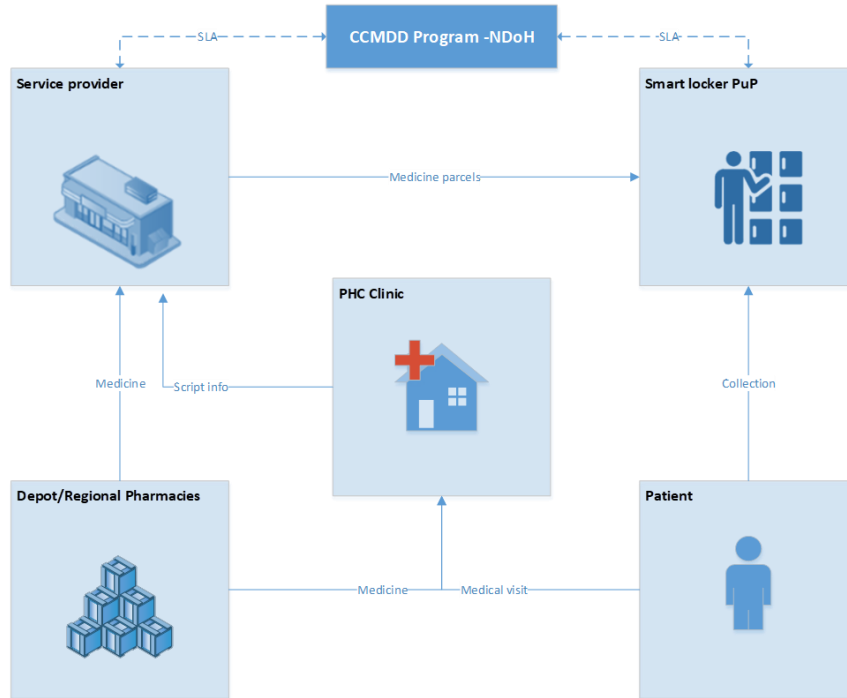 CCMDD Program -NDoH
SLA
SLA
Service provider
Smart locker PuP
Medicine parcels
PHC Clinic
Medicine
Script info
Collection
Depot/Regional Pharmacies
Patient
Medicine
Medical visit